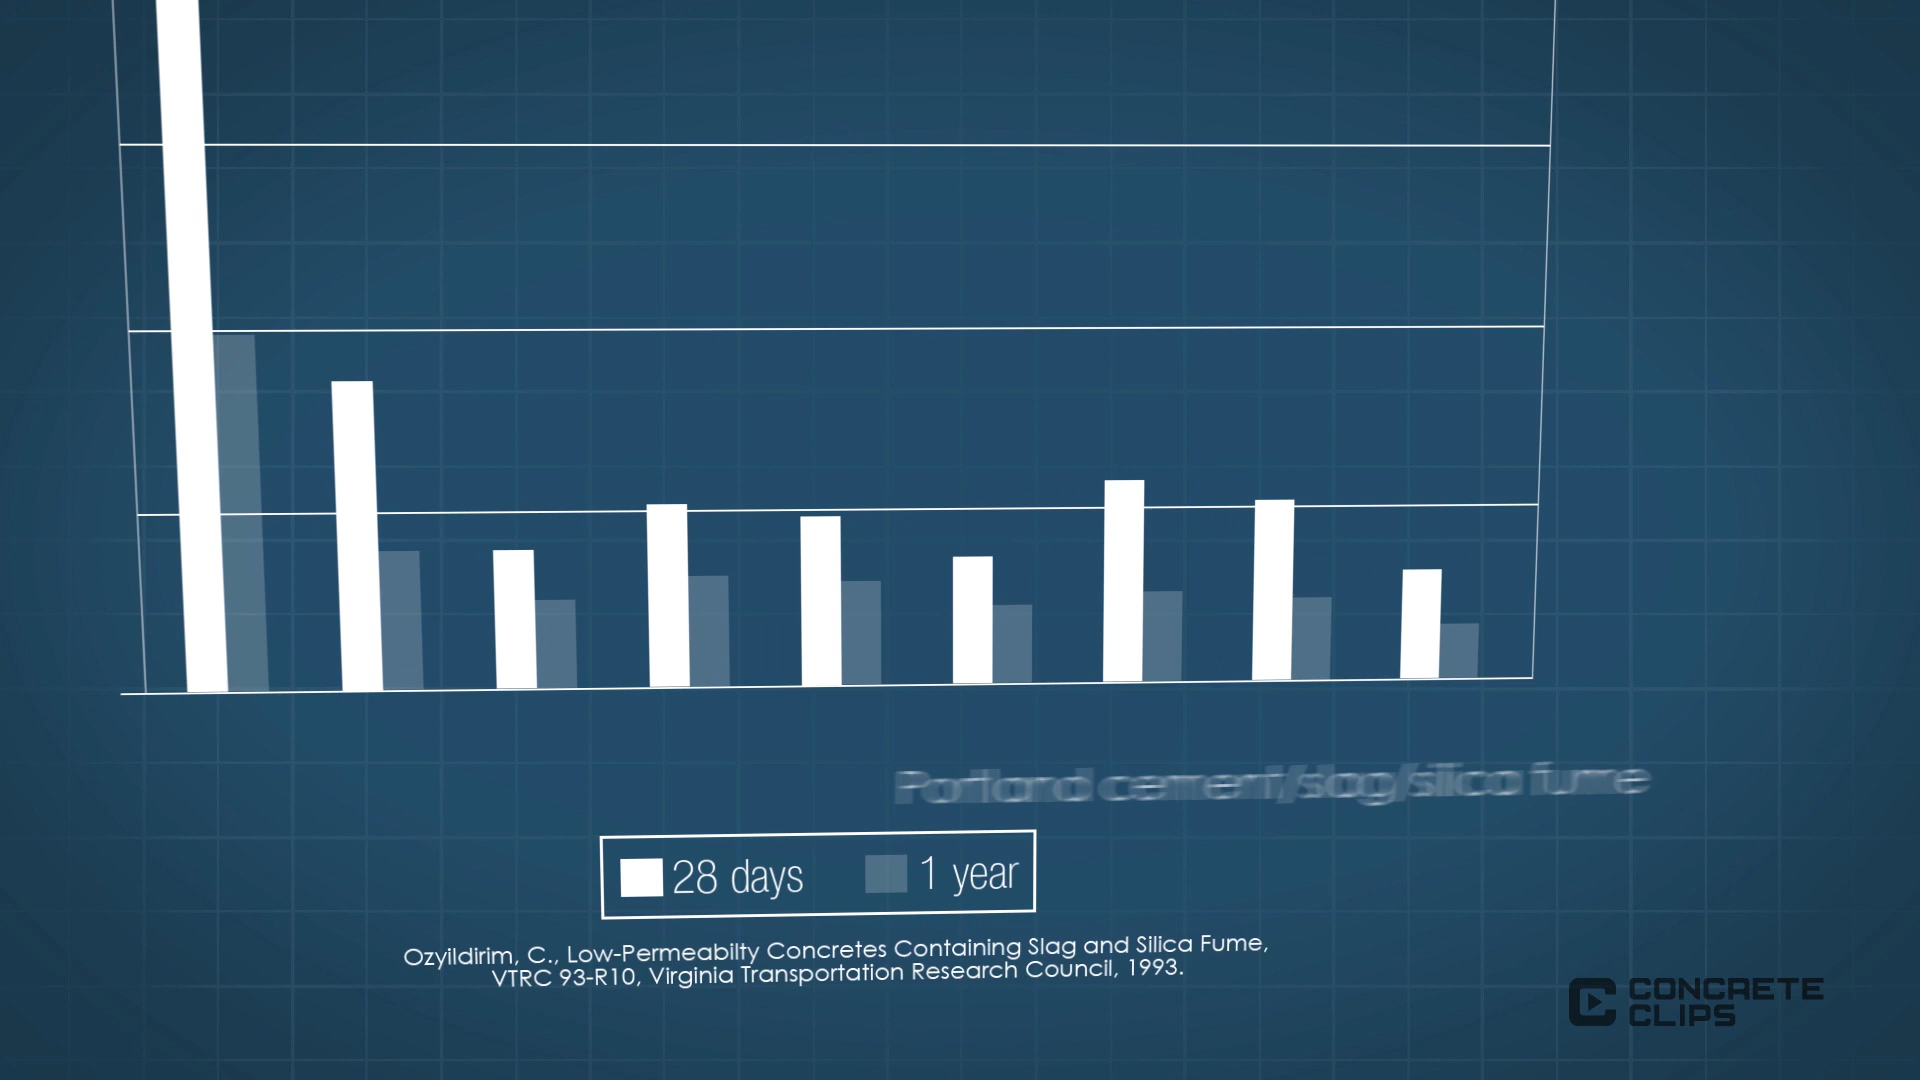 Portland cement/slag/silica fume
28 days
1 year
Ozyildirim, C., Low-Permeabilty Concretes Containing Slag and Silica Fume,
VTRC 93-R10, Virginia Transportation Research Council, 1993.
CONCRETE
CLIPS